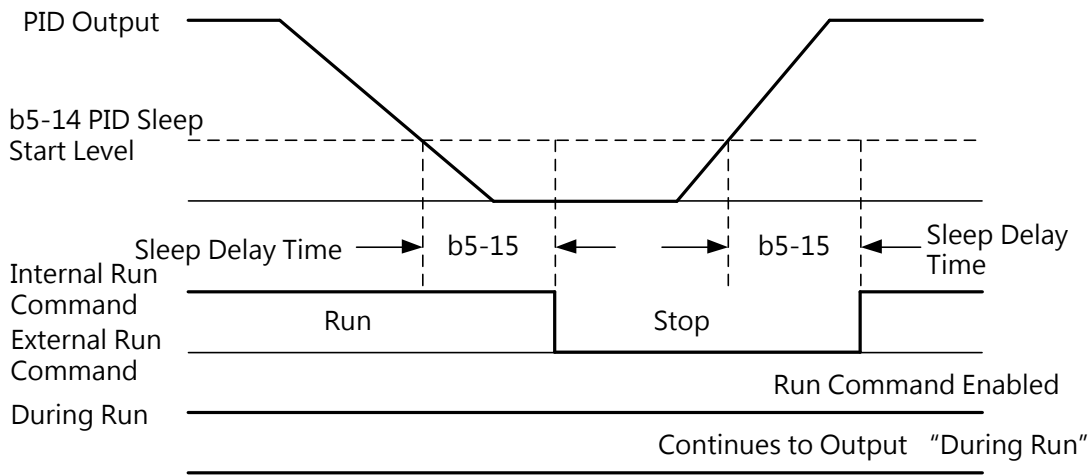 PID Output
b5-14 PID Sleep
Start Level
Sleep Delay Time
b5-15
b5-15
Sleep Delay
Time
Internal Run
Command
Run
Stop
External Run
Command
Run Command Enabled
During Run
Continues to Output “During Run”